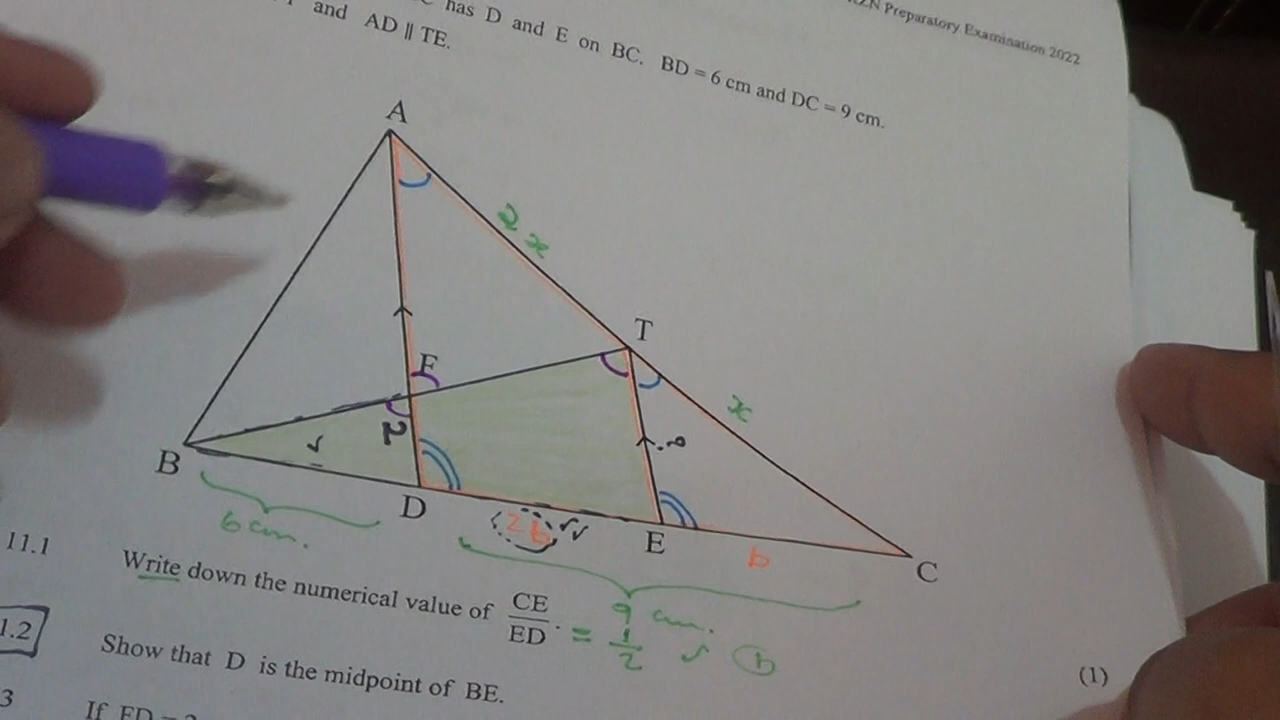 Preparatory Examination 2022
has D and E on BC. BD = 6 cm and DC = 9 cm.
and AD ∥ TE.
A
2x
T
F
x
2
?
B
D
2b
E
b
C
6 cm.
9 cm.
11.1 Write down the numerical value of CE/ED. = 1/2
(1)
1.2 Show that D is the midpoint of BE.
3 If